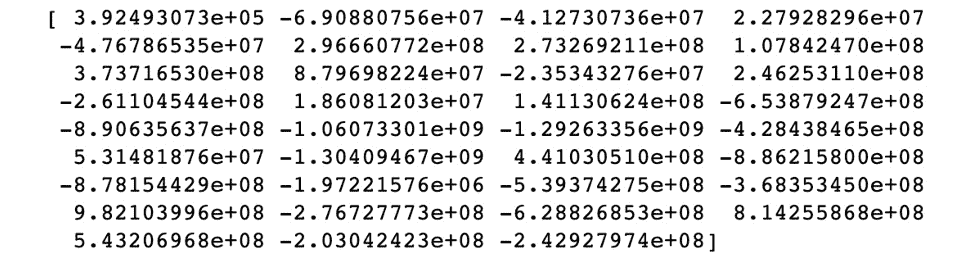 [ 3.92493073e+05 -6.90880756e+07 -4.12730736e+07 2.27928296e+07
-4.76786535e+07 2.96660772e+08 2.73269211e+08 1.07842470e+08
3.73716530e+08 8.79698224e+07 -2.35343276e+07 2.46253110e+08
-2.61104544e+08 1.86081203e+07 1.41130624e+08 -6.53879247e+08
-8.90635637e+08 -1.06073301e+09 -1.29263356e+09 -4.28438465e+08
5.31481876e+07 -1.30409467e+09 4.41030510e+08 -8.86215800e+08
-8.78154429e+08 -1.97221576e+06 -5.39374275e+08 -3.68353450e+08
9.82103996e+08 -2.76727773e+08 -6.28826853e+08 8.14255868e+08
5.43206968e+08 -2.03042423e+08 -2.42927974e+08]